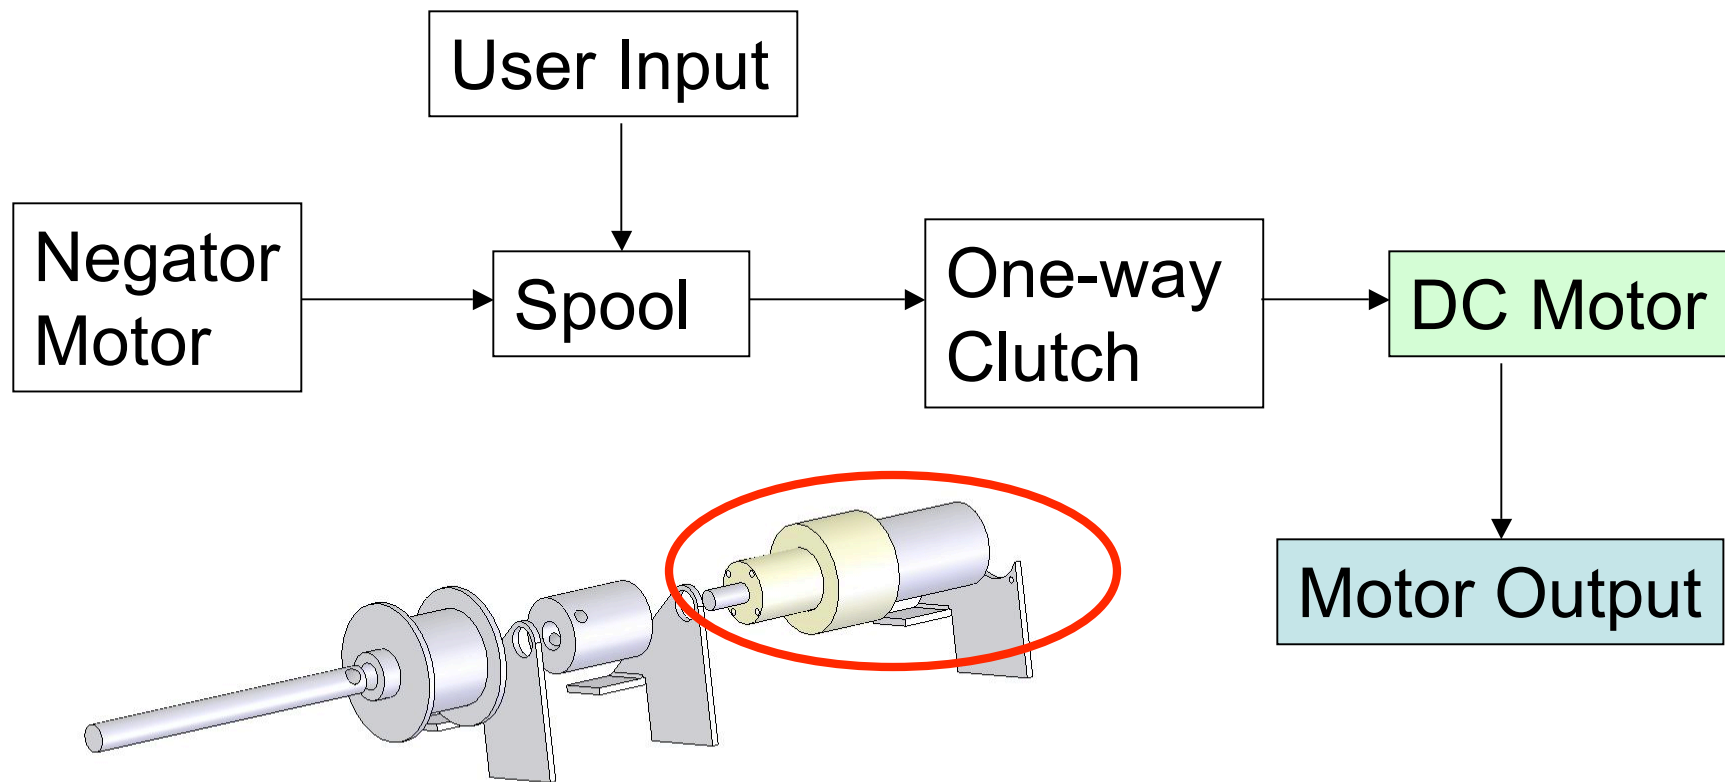 User Input
Negator
Motor
Spool
One-way
Clutch
DC Motor
Motor Output